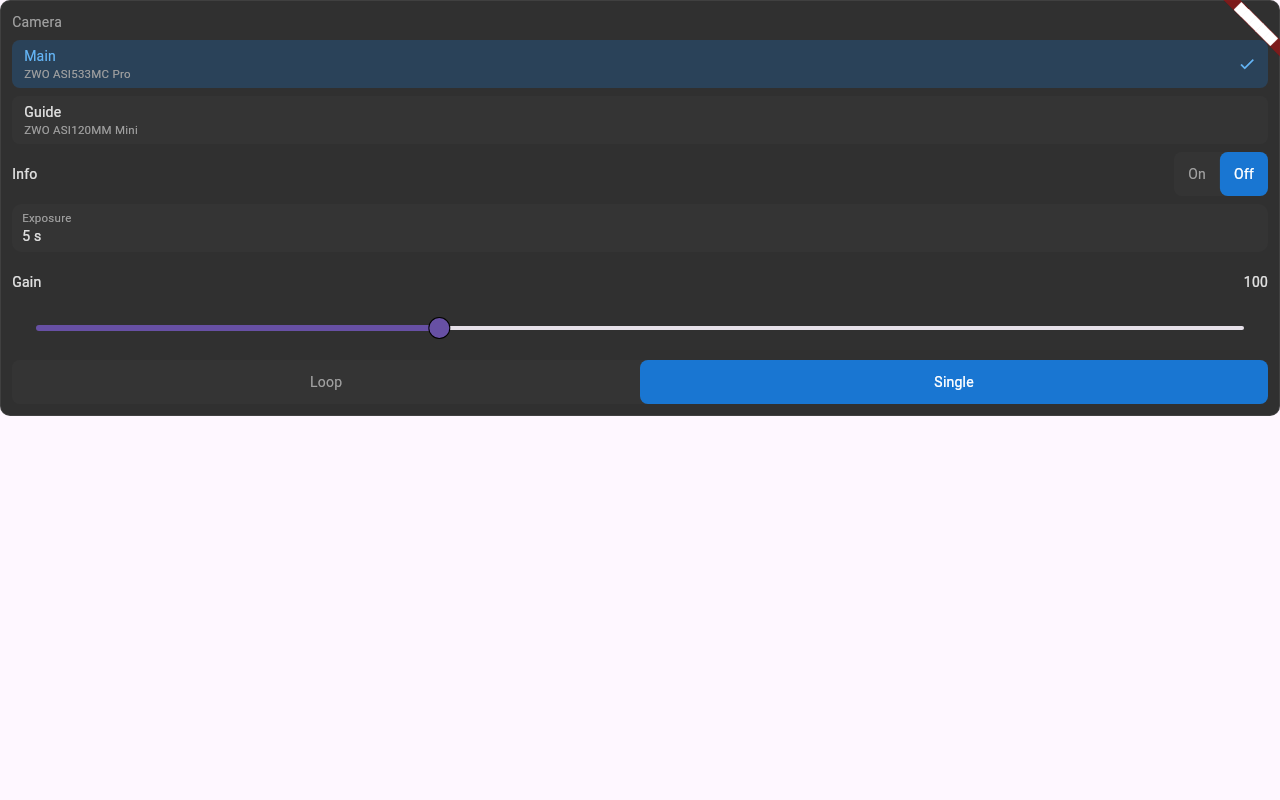 Camera
Main
ZWO ASI533MC Pro
Guide
ZWO ASI120MM Mini
Info
On
Off
Exposure
5 s
Gain
100
Loop
Single